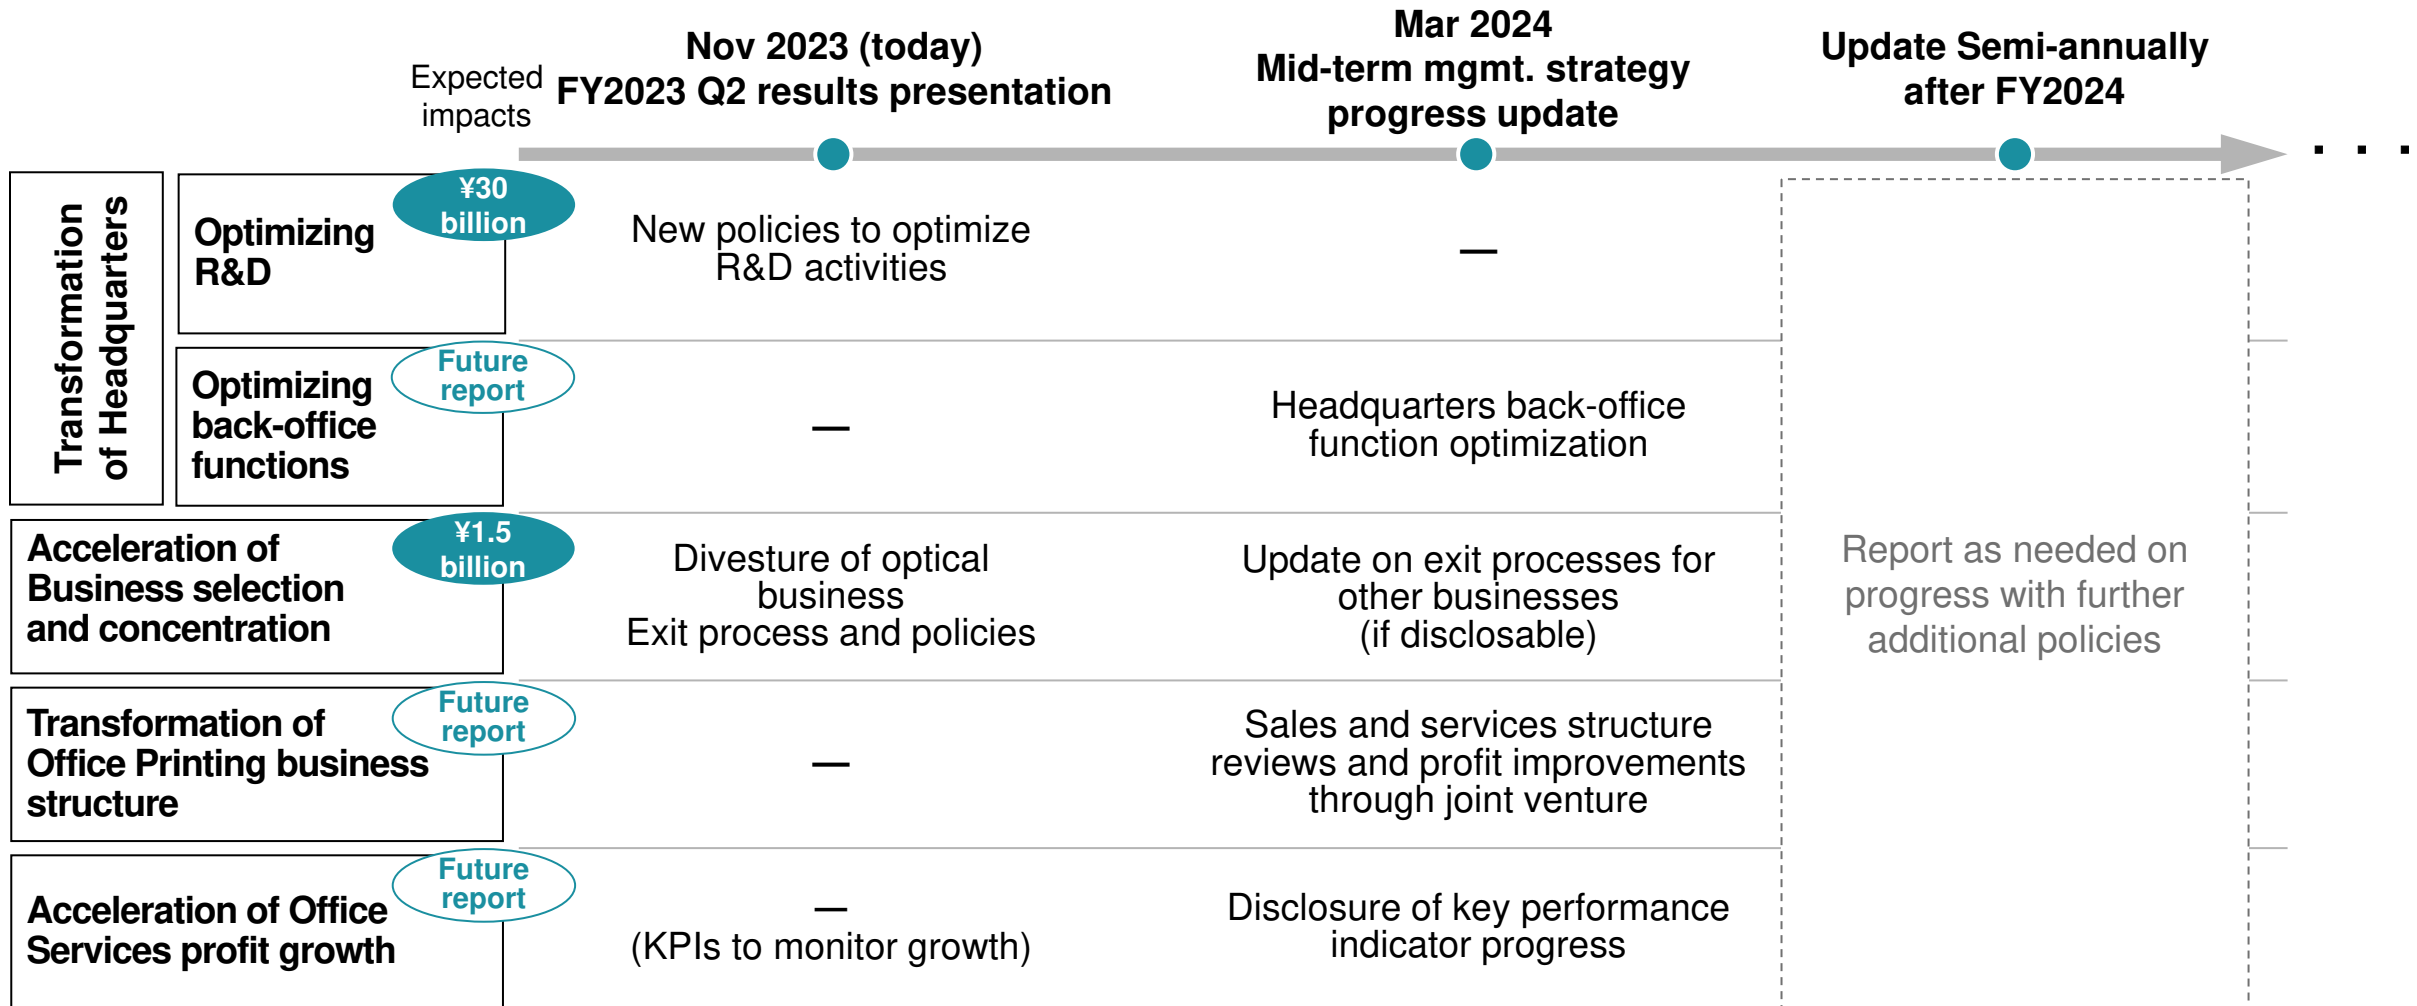 Expected
impacts
Nov 2023 (today)
FY2023 Q2 results presentation
Mar 2024
Mid-term mgmt. strategy
progress update
Update Semi-annually
after FY2024
. . .
Transformation
of Headquarters
Optimizing
R&D
¥30
billion
New policies to optimize
R&D activities
—
Optimizing
back-office
functions
Future
report
—
Headquarters back-office
function optimization
Acceleration of
Business selection
and concentration
¥1.5
billion
Divesture of optical
business
Exit process and policies
Update on exit processes for
other businesses
(if disclosable)
Report as needed on
progress with further
additional policies
Transformation of
Office Printing business
structure
Future
report
—
Sales and services structure
reviews and profit improvements
through joint venture
Acceleration of Office
Services profit growth
Future
report
—
(KPIs to monitor growth)
Disclosure of key performance
indicator progress